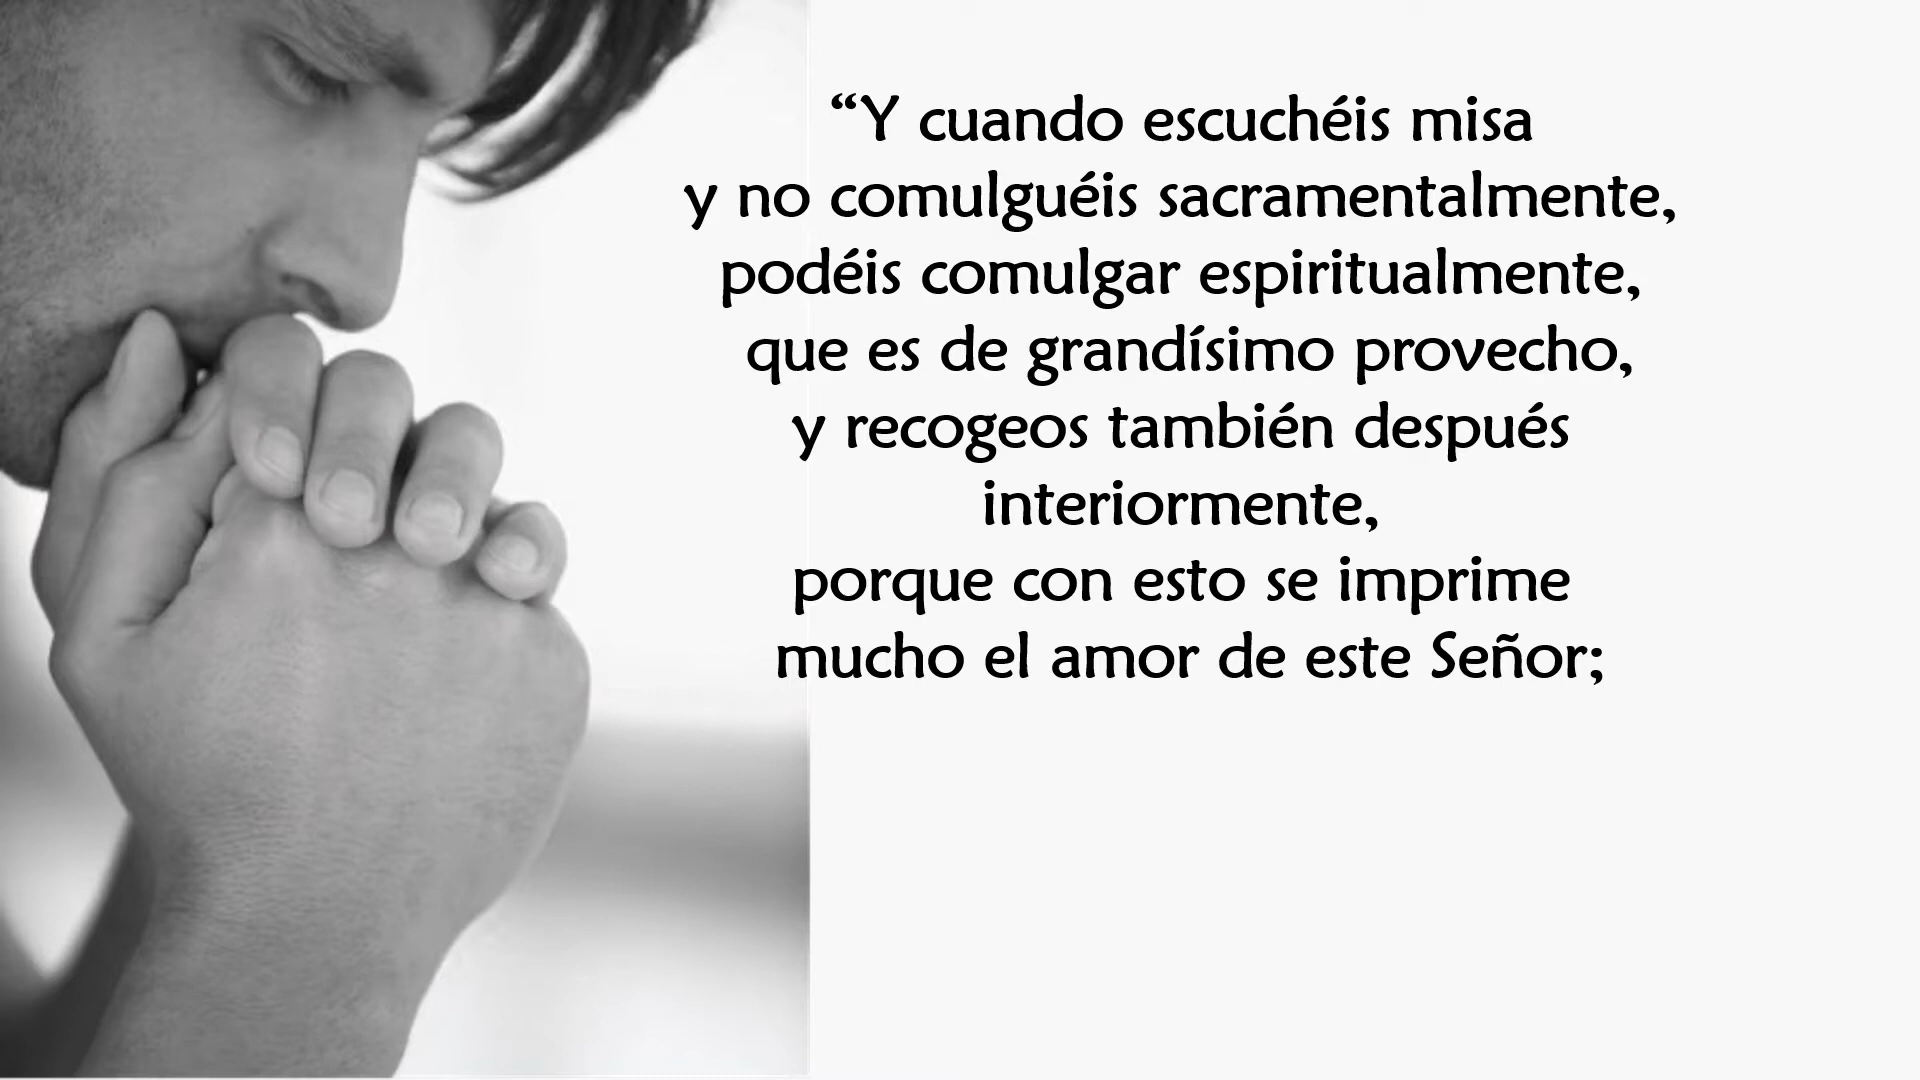 “Y cuando escuchéis misa
y no comulguéis sacramentalmente,
podéis comulgar espiritualmente,
que es de grandísimo provecho,
y recogeos también después
interiormente,
porque con esto se imprime
mucho el amor de este Señor;